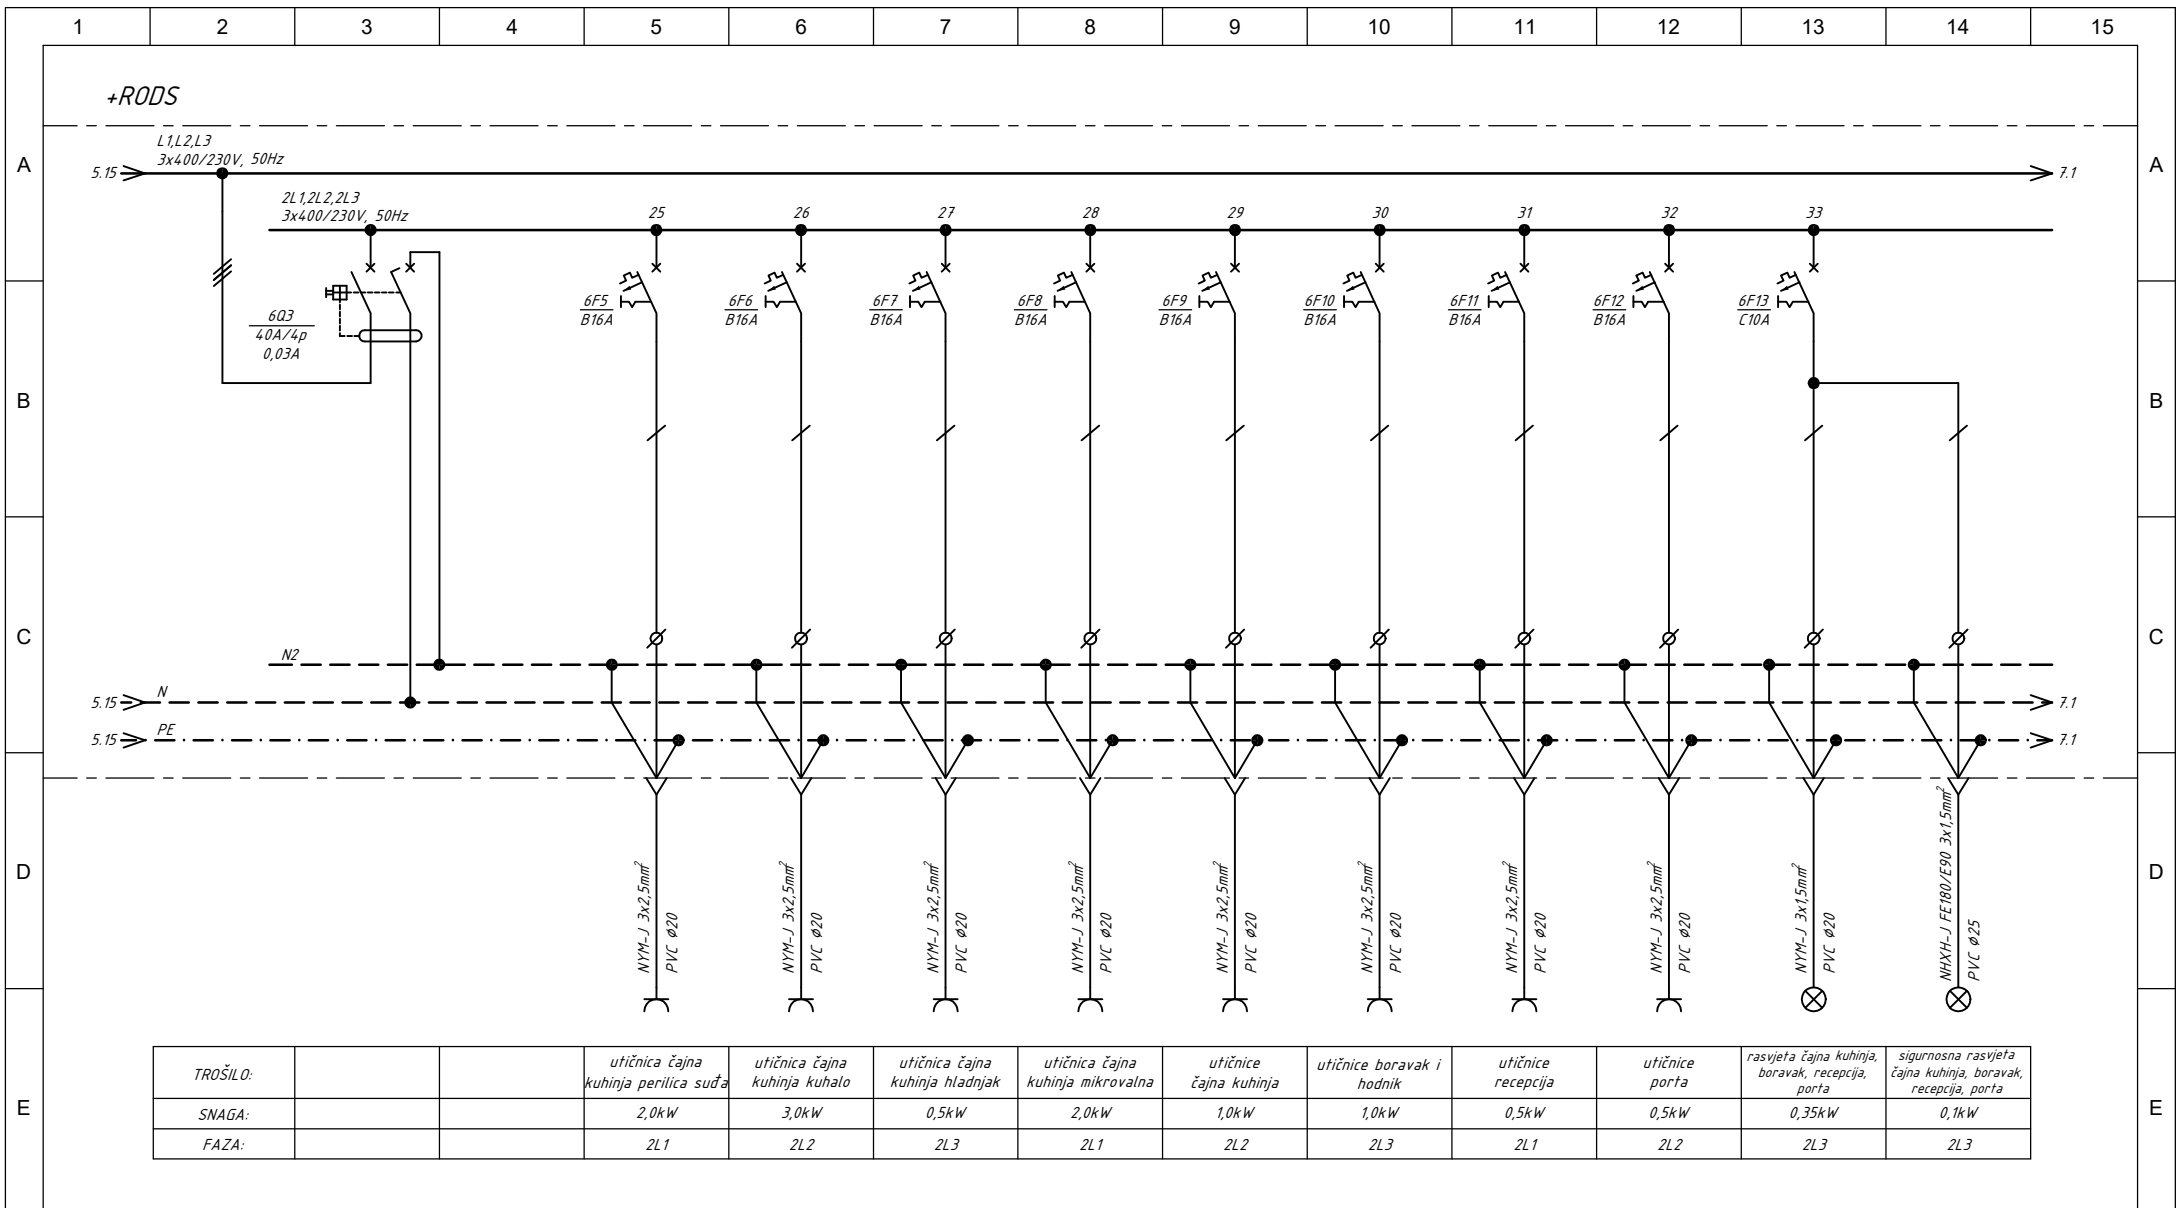 1 2 3 4 5 6 7 8 9 10 11 12 13 14 15
+RODS
L1,L2,L3
3x400/230V, 50Hz
A A
5.15 7.1
2L1,2L2,2L3
3x400/230V, 50Hz
25 26 27 28 29 30 31 32 33
6F5 6F6 6F7 6F8 6F9 6F10 6F11 6F12 6F13
B16A B16A B16A B16A B16A B16A B16A B16A C10A
6Q3
40A/4p
0,03A
B B
C C
N2
5.15 N 7.1
5.15 PE 7.1
D D
NYM-J 3x2,5mm²
PVC ø20
NYM-J 3x2,5mm²
PVC ø20
NYM-J 3x2,5mm²
PVC ø20
NYM-J 3x2,5mm²
PVC ø20
NYM-J 3x2,5mm²
PVC ø20
NYM-J 3x2,5mm²
PVC ø20
NYM-J 3x2,5mm²
PVC ø20
NYM-J 3x2,5mm²
PVC ø20
NYM-J 3x1,5mm²
PVC ø20
NHXH-J FE180/E90 3x1,5mm²
PVC ø25
E E
TROŠILO:
utičnica čajna
kuhinja perilica suđa
utičnica čajna
kuhinja kuhalo
utičnica čajna
kuhinja hladnjak
utičnica čajna
kuhinja mikrovalna
utičnice
čajna kuhinja
utičnice boravak i
hodnik
utičnice
recepcija
utičnice
porta
rasvjeta čajna kuhinja,
boravak, recepcija,
porta
sigurnosna rasvjeta
čajna kuhinja, boravak,
recepcija, porta
SNAGA: 2,0kW 3,0kW 0,5kW 2,0kW 1,0kW 1,0kW 0,5kW 0,5kW 0,35kW 0,1kW
FAZA: 2L1 2L2 2L3 2L1 2L2 2L3 2L1 2L2 2L3 2L3